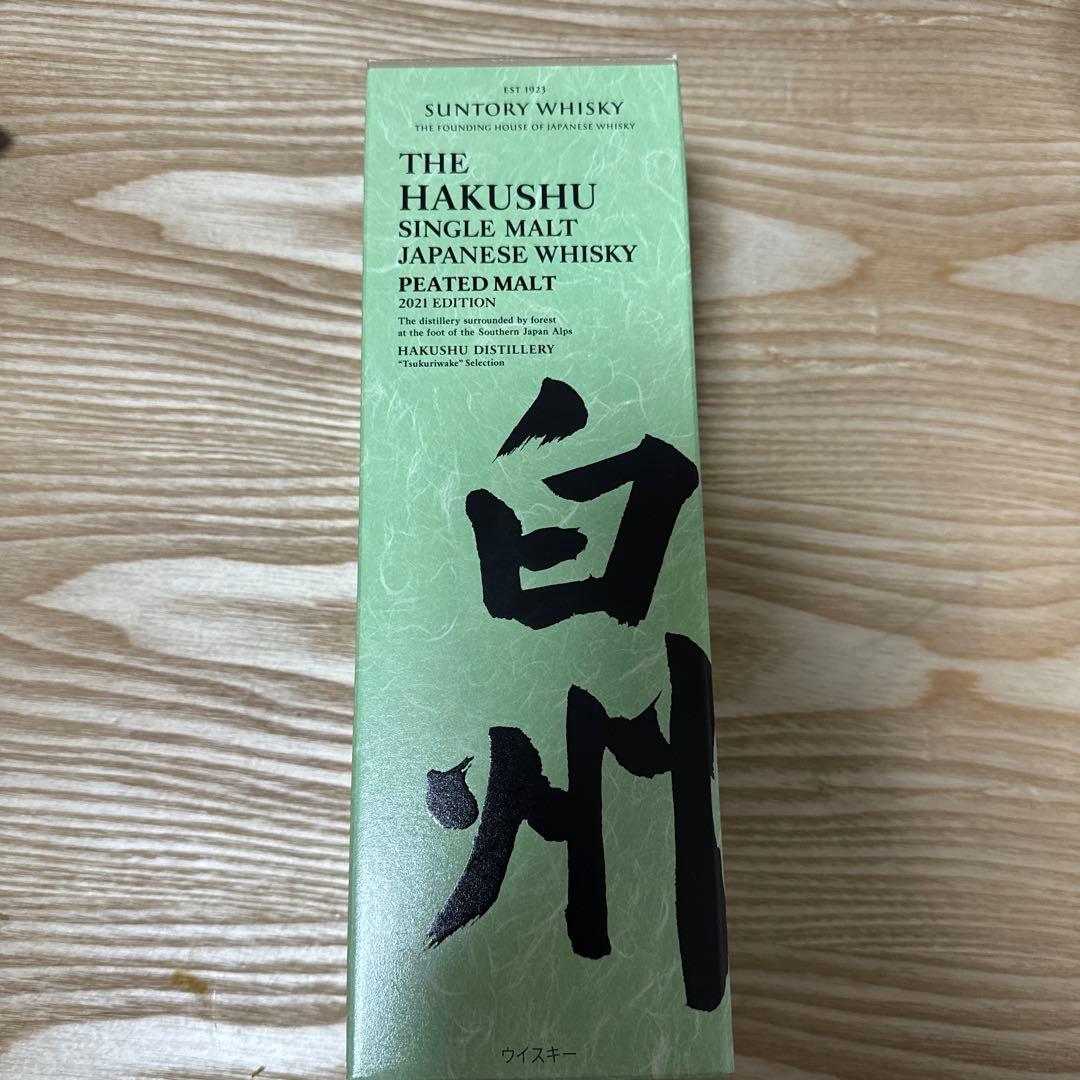 EST 1923
SUNTORY WHISKY
THE FOUNDING HOUSE OF JAPANESE WHISKY
THE
HAKUSHU
SINGLE MALT
JAPANESE WHISKY
PEATED MALT
2021 EDITION
The distillery surrounded by forest
at the foot of the Southern Japan Alps
HAKUSHU DISTILLERY
“Tsukuriwake” Selection
白
州
ウイスキー